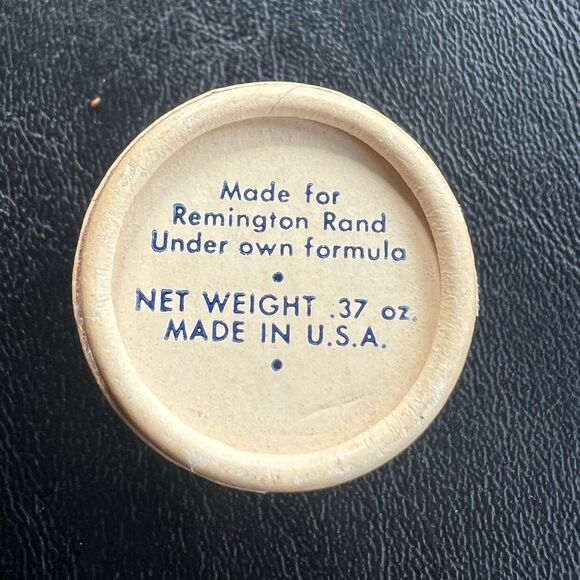 Made for
Remington Rand
Under own formula
•
NET WEIGHT .37 oz.
MADE IN U.S.A.
•